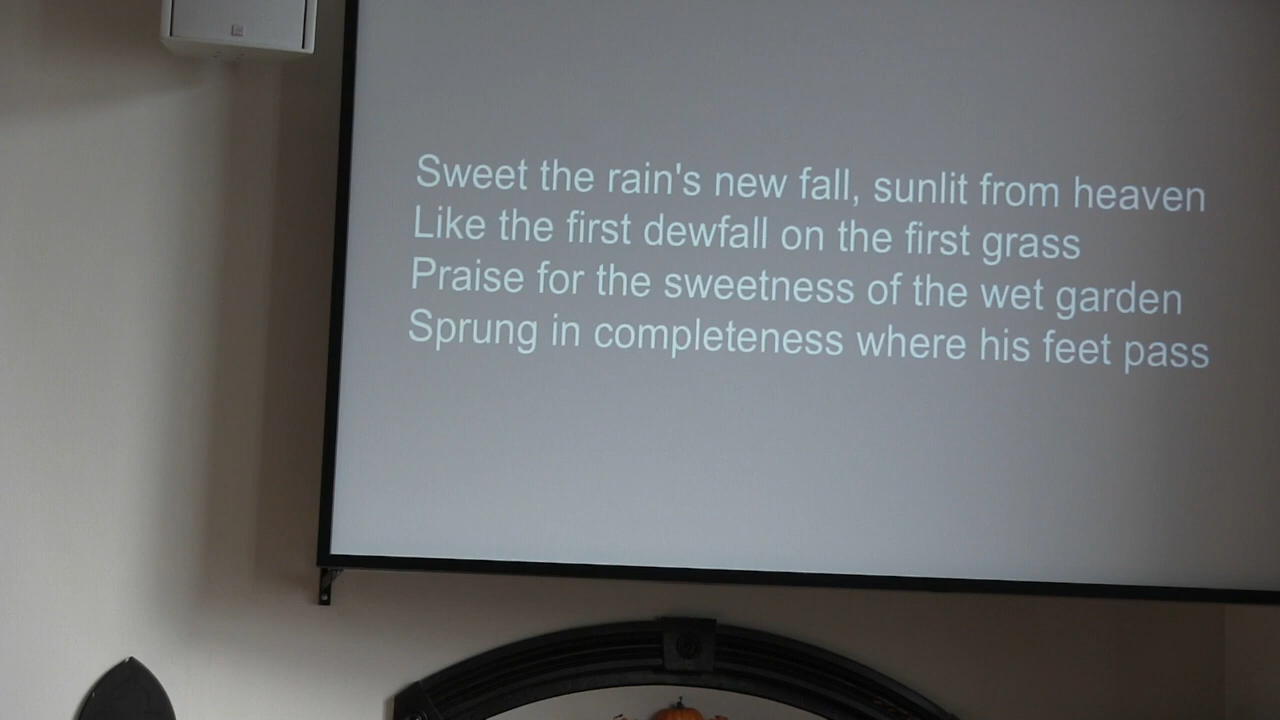 Sweet the rain's new fall, sunlit from heaven
Like the first dewfall on the first grass
Praise for the sweetness of the wet garden
Sprung in completeness where his feet pass